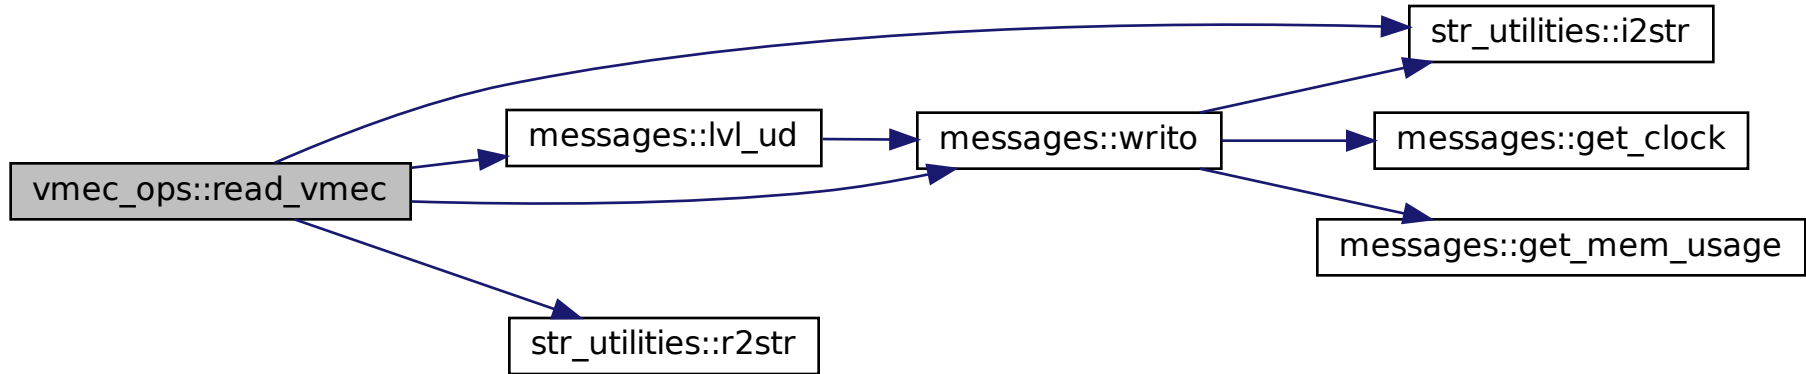 vmec_ops::read_vmec
messages::lvl_ud
messages::writo
str_utilities::i2str
messages::get_clock
messages::get_mem_usage
str_utilities::r2str